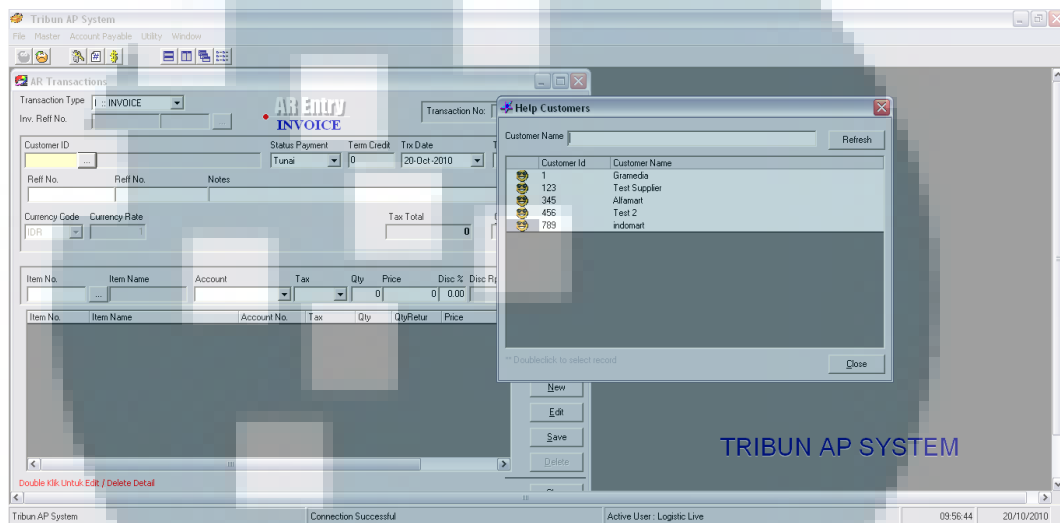 Tribun AP System
File Master Account Payable Utility Window
AR Transactions
Transaction Type I :: INVOICE
Inv. Reff No. ...
AR Entry
INVOICE
Transaction No:
Customer ID Status Payment Term Credit Trx Date T
... Tunai 0 20-Oct-2010
Reff No. Reff No. Notes
Currency Code Currency Rate Tax Total
IDR 1 0
Item No. Item Name Account Tax Qty Price Disc % Disc Rp
... 0 0 0.00
Item No. Item Name Account No. Tax Qty QtyRetur Price
New
Edit
Save
Delete
Double Klik Untuk Edit / Delete Detail
Help Customers
Customer Name Refresh
Customer Id Customer Name
1 Gramedia
123 Test Supplier
345 Alfamart
456 Test 2
789 indomart
** Doubleclick to select record
Close
TRIBUN AP SYSTEM
Tribun AP System Connection Successful Active User : Logistic Live 09:56:44 20/10/2010